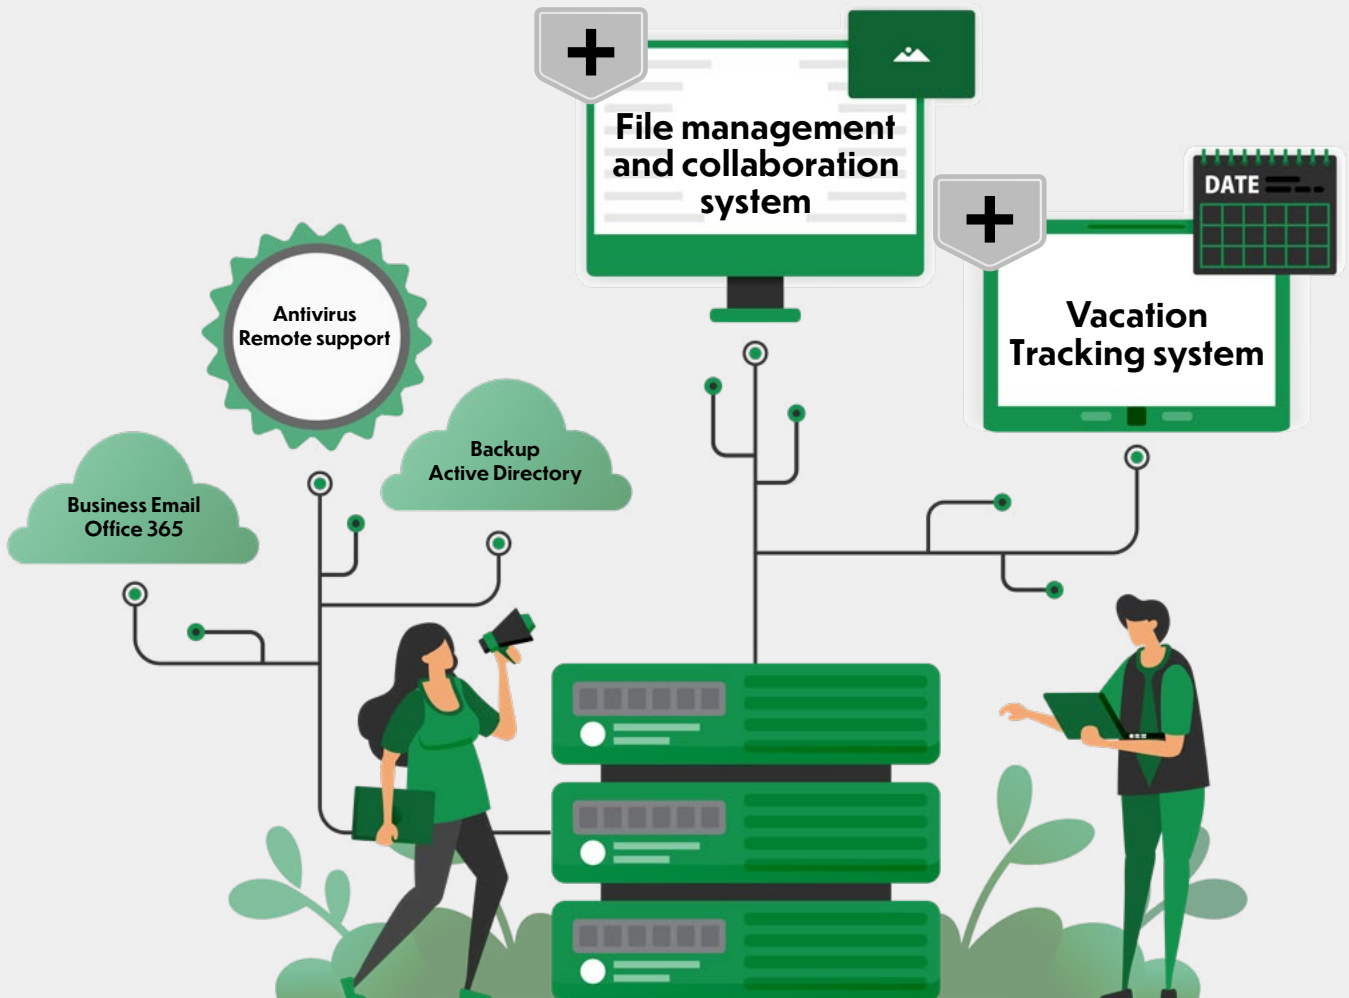 File management
and collaboration
system
DATE
Vacation
Tracking system
Antivirus
Remote support
Backup
Active Directory
Business Email
Office 365